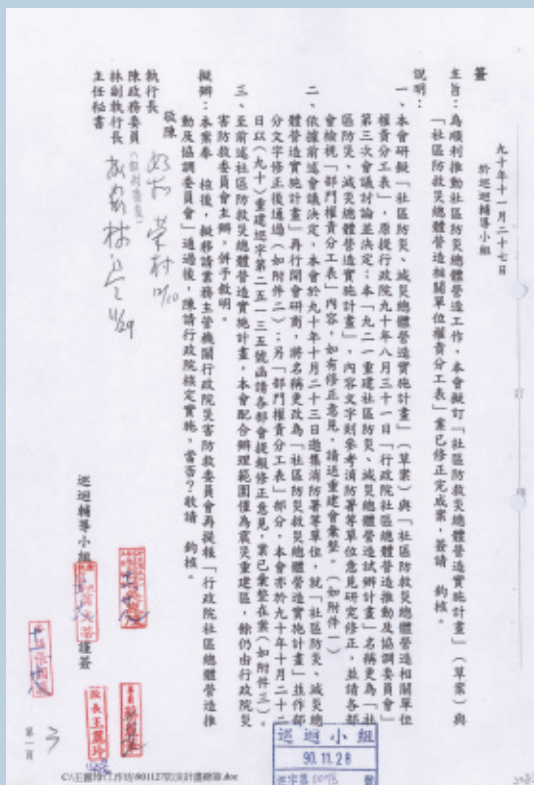 九十年十一月二十七日
於巡迴輔導小組
簽
主旨：為順利推動社區防救災總體營造工作，本會擬訂「社區防救災總體營造實施計畫」（草案）與
「社區防救災總體營造相關單位權責分工表」業已修正完成案，簽請　鈞核。
說明：
一、本會研擬「社區防災、減災總體營造實施計畫」（草案）與「社區防救災總體營造相關單位
權責分工表」，原提行政院九十年八月三十一日「行政院社區總體營造推動及協調委員會」
第三次會議討論並決定：本「九二一重建社區防災、減災總體營造試辦計畫」名稱更為「社
區防災、減災總體營造實施計畫」，內容文字則參考消防署等單位意見研究修正，並請各部
會檢視「部門權責分工表」內容，如有修正意見，請送重建會彙整。（如附件一）
二、依據前述會議決定，本會於九十年十月二十三日邀集消防署等單位，就「社區防災、減災總
體營造實施計畫」再行開會研商，將名稱更改為「社區防救災總體營造實施計畫」並作部
分文字修正後通過（如附件二）；另「部門權責分工表」部分，本會亦於九十年十月二十二
日以（九十）重建巡字第二五一三五號函請各部會提報修正意見，業已彙整在案（如附件三）。
三、至前述社區防救災總體營造實施計畫，本會配合辦理範圍僅為震災重建區，餘仍由行政院災
害防救委員會主辦，併予敘明。
擬辦：本案奉　核後，擬移請業務主管機關行政院災害防救委員會再提報「行政院社區總體營造推
動及協調委員會」通過後，陳請行政院核定實施，當否？敬請　鈞核。
敬陳
執行長
陳政務委員
林副執行長
主任秘書
12/10
11/29
巡迴輔導小組
謹簽
組長王麗玲
巡迴小組
90.11.28
巡字第
號
訂
第一頁
3